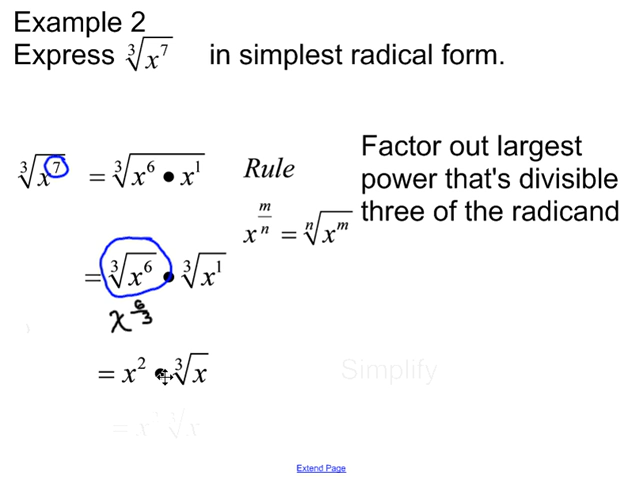 Example 2
Express ∛x⁷ in simplest radical form.
∛x⁷ = ∛x⁶ • x¹
Rule
x^(m/n) = ⁿ√xᵐ
Factor out largest
power that's divisible
three of the radicand
= ∛x⁶ • ∛x¹
x^(6/3)
= x² • ∛x
Simplify
= x² ∛x
Extend Page